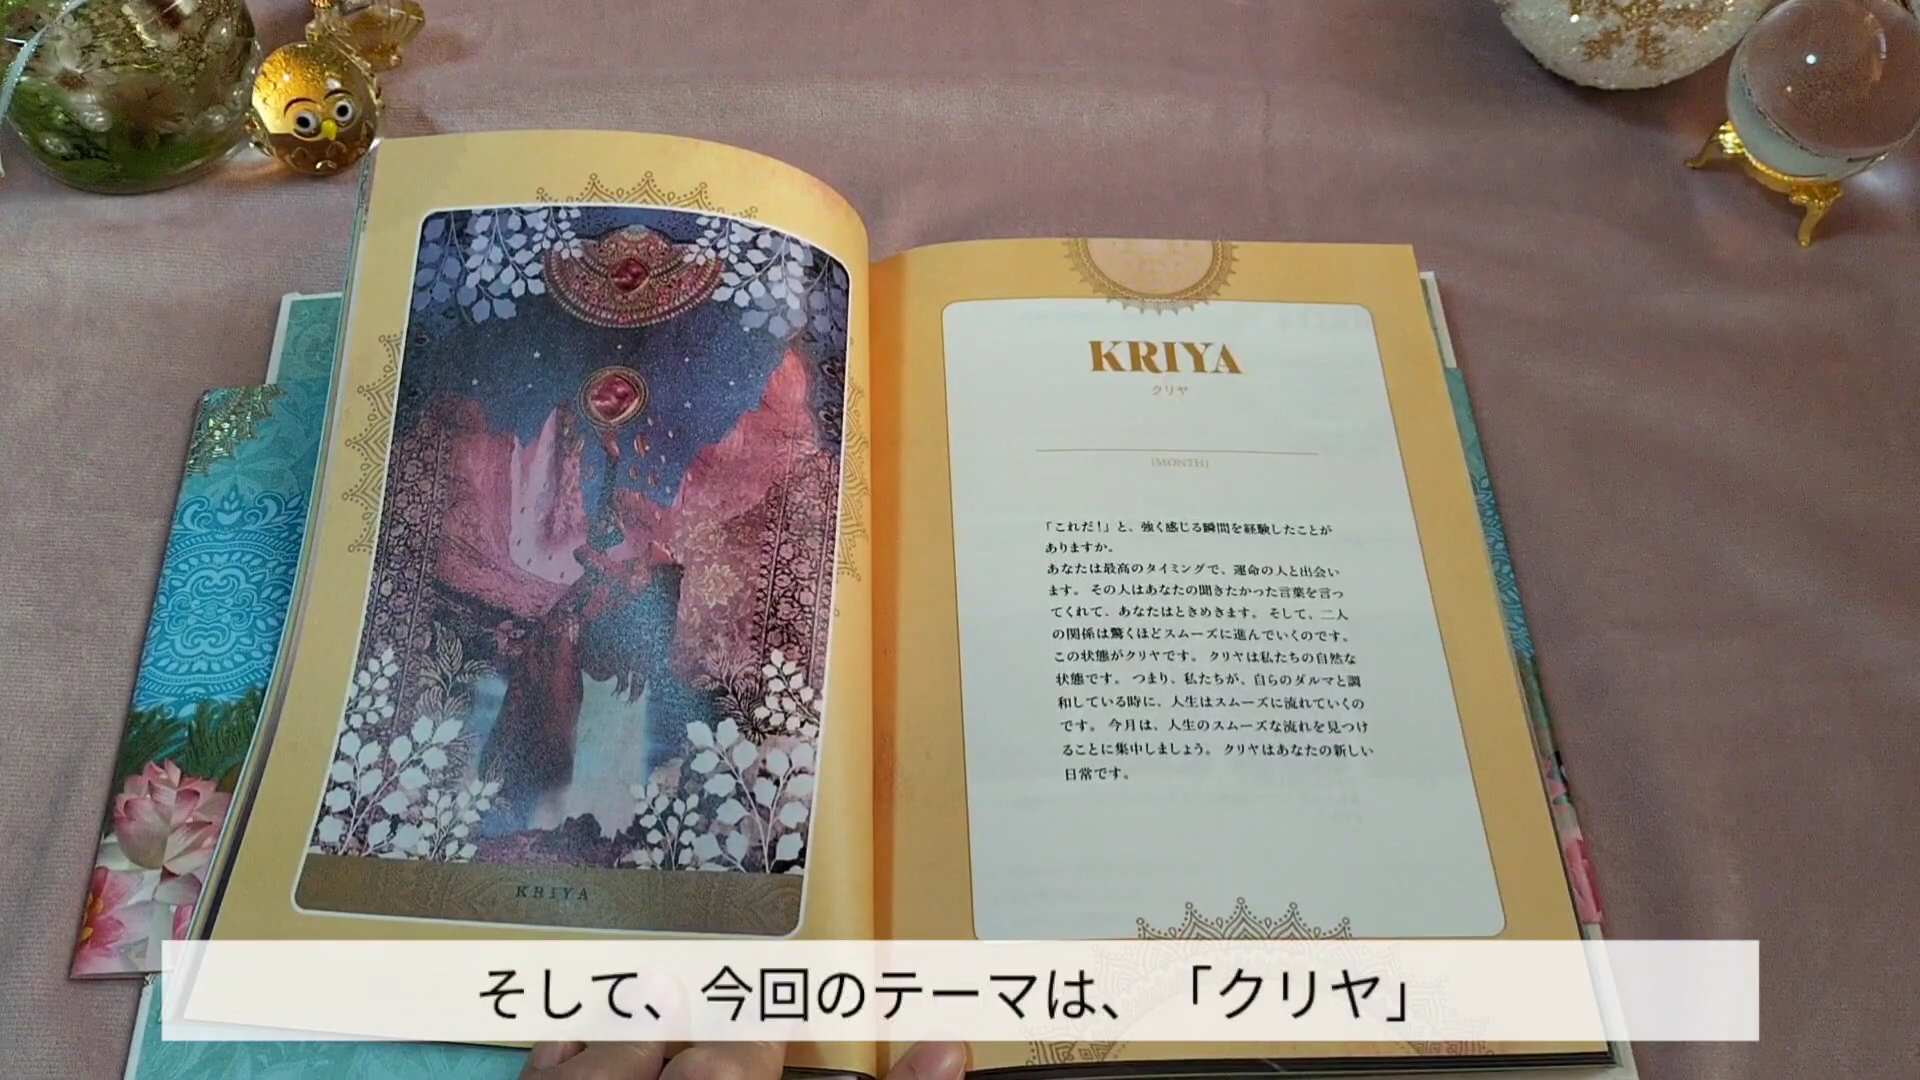 KRIYA
KRIYA
クリヤ
(MONTH)
「これだ!」と、強く感じる瞬間を経験したことが
ありますか。
あなたは最高のタイミングで、運命の人と出会い
ます。その人はあなたの聞きたかった言葉を言っ
てくれて、あなたはときめきます。そして、二人
の関係は驚くほどスムーズに進んでいくのです。
この状態がクリヤです。クリヤは私たちの自然な
状態です。つまり、私たちが、自らのダルマと調
和している時に、人生はスムーズに流れていくの
です。今月は、人生のスムーズな流れを見つけ
ることに集中しましょう。クリヤはあなたの新しい
日常です。
そして、今回のテーマは、「クリヤ」